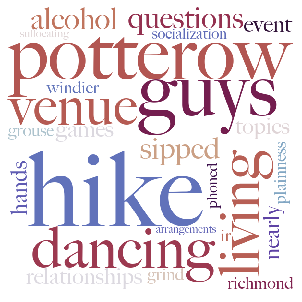 alcohol questions event
suffocating socialization
potterow
windier guys
venue
grouse games topics
sipped
hands hike phoned living
nearly plainness
arrangements irn
dancing
relationships grind richmond